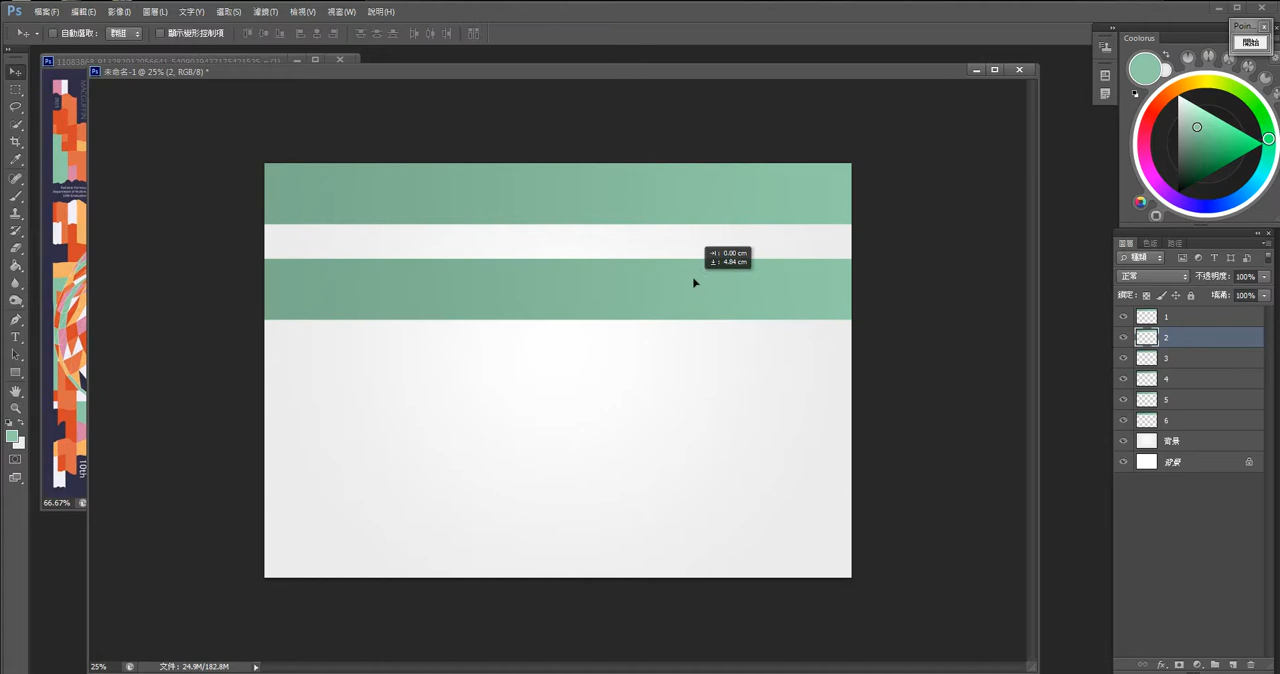 Ps 檔案(F) 編輯(E) 影像(I) 圖層(L) 文字(Y) 選取(S) 濾鏡(T) 檢視(V) 視窗(W) 說明(H)
自動選取: 群組 顯示變形控制項
Poin...
開始
Coolorus
未命名-1 @ 25% (2, RGB/8) *
10th
66.67%
0.00 cm
4.84 cm
圖層 色版 路徑
種類
正常 不透明度: 100%
鎖定: 填滿: 100%
1
2
3
4
5
6
背景
背景
25% 文件: 24.9M/182.8M